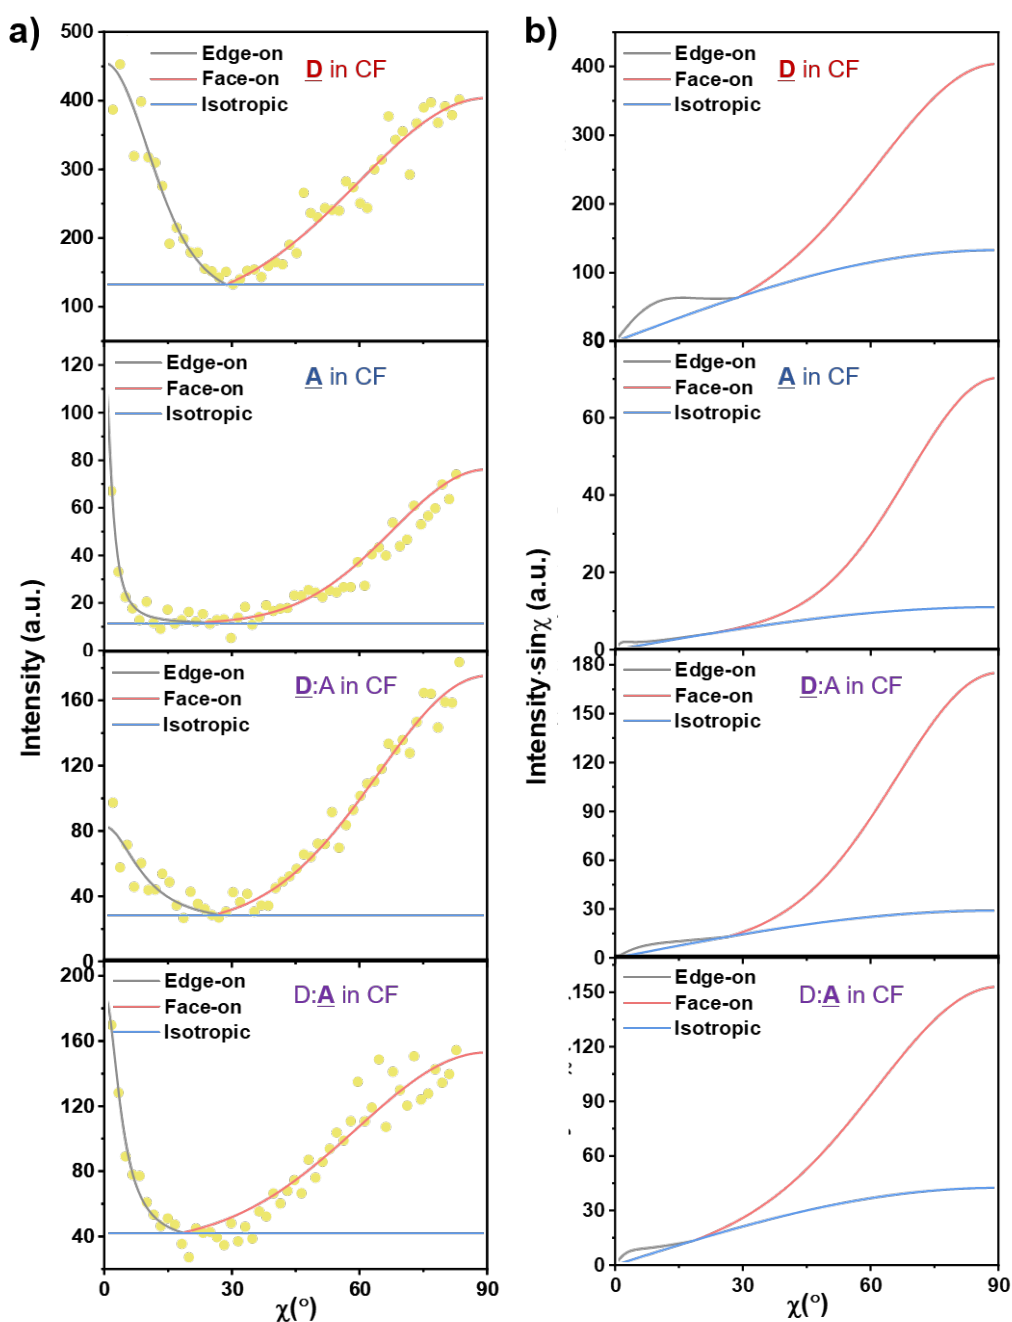 a)
500
400
300
200
100
Edge-on
Face-on
Isotropic
D in CF
120
100
80
60
40
20
0
Edge-on
Face-on
Isotropic
A in CF
160
120
80
40
0
Edge-on
Face-on
Isotropic
D:A in CF
200
160
120
80
40
Edge-on
Face-on
Isotropic
D:A in CF
0
30
60
90
χ(°)
Intensity (a.u.)
b)
400
300
200
100
0
Edge-on
Face-on
Isotropic
D in CF
80
60
40
20
0
Edge-on
Face-on
Isotropic
A in CF
180
150
120
90
60
30
0
Edge-on
Face-on
Isotropic
D:A in CF
150
120
90
60
30
0
Edge-on
Face-on
Isotropic
D:A in CF
0
30
60
90
χ(°)
Intensity·sinχ (a.u.)